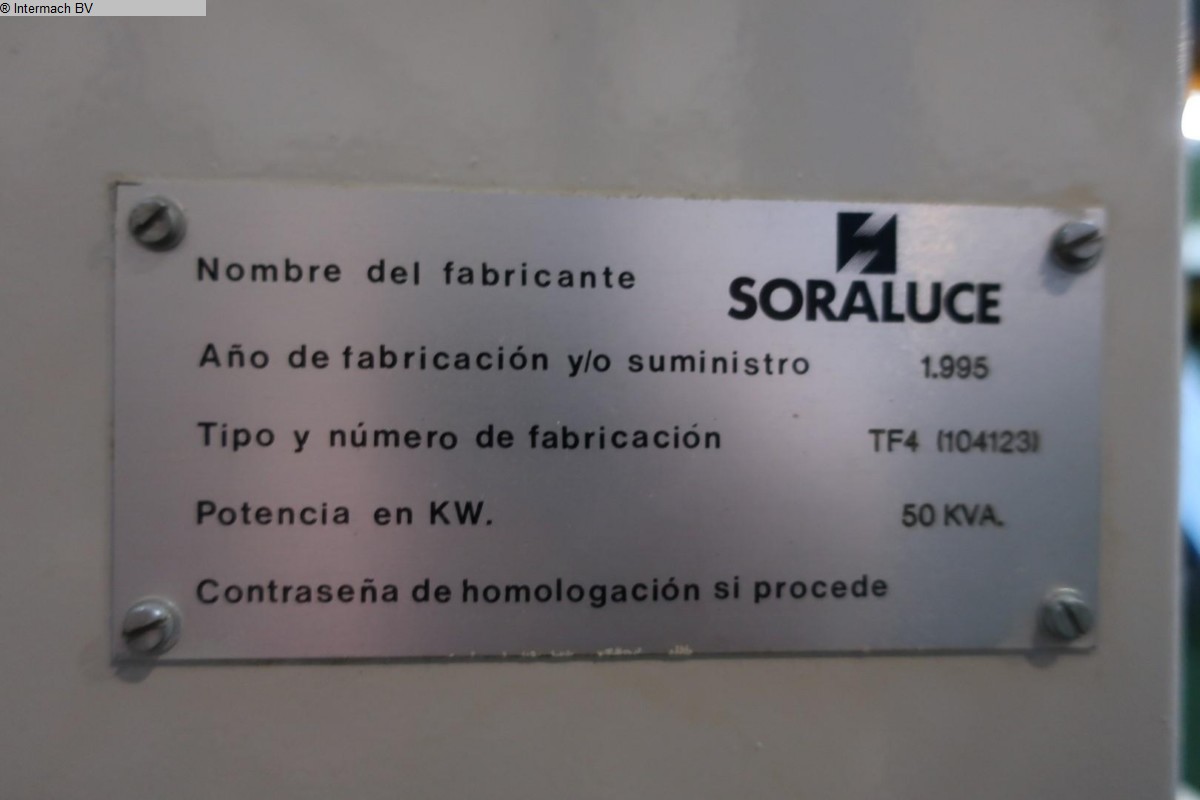 ® Intermach BV
Nombre del fabricante SORALUCE
Año de fabricación y/o suministro 1.995
Tipo y número de fabricación TF4 (104123)
Potencia en KW. 50 KVA.
Contraseña de homologación si procede